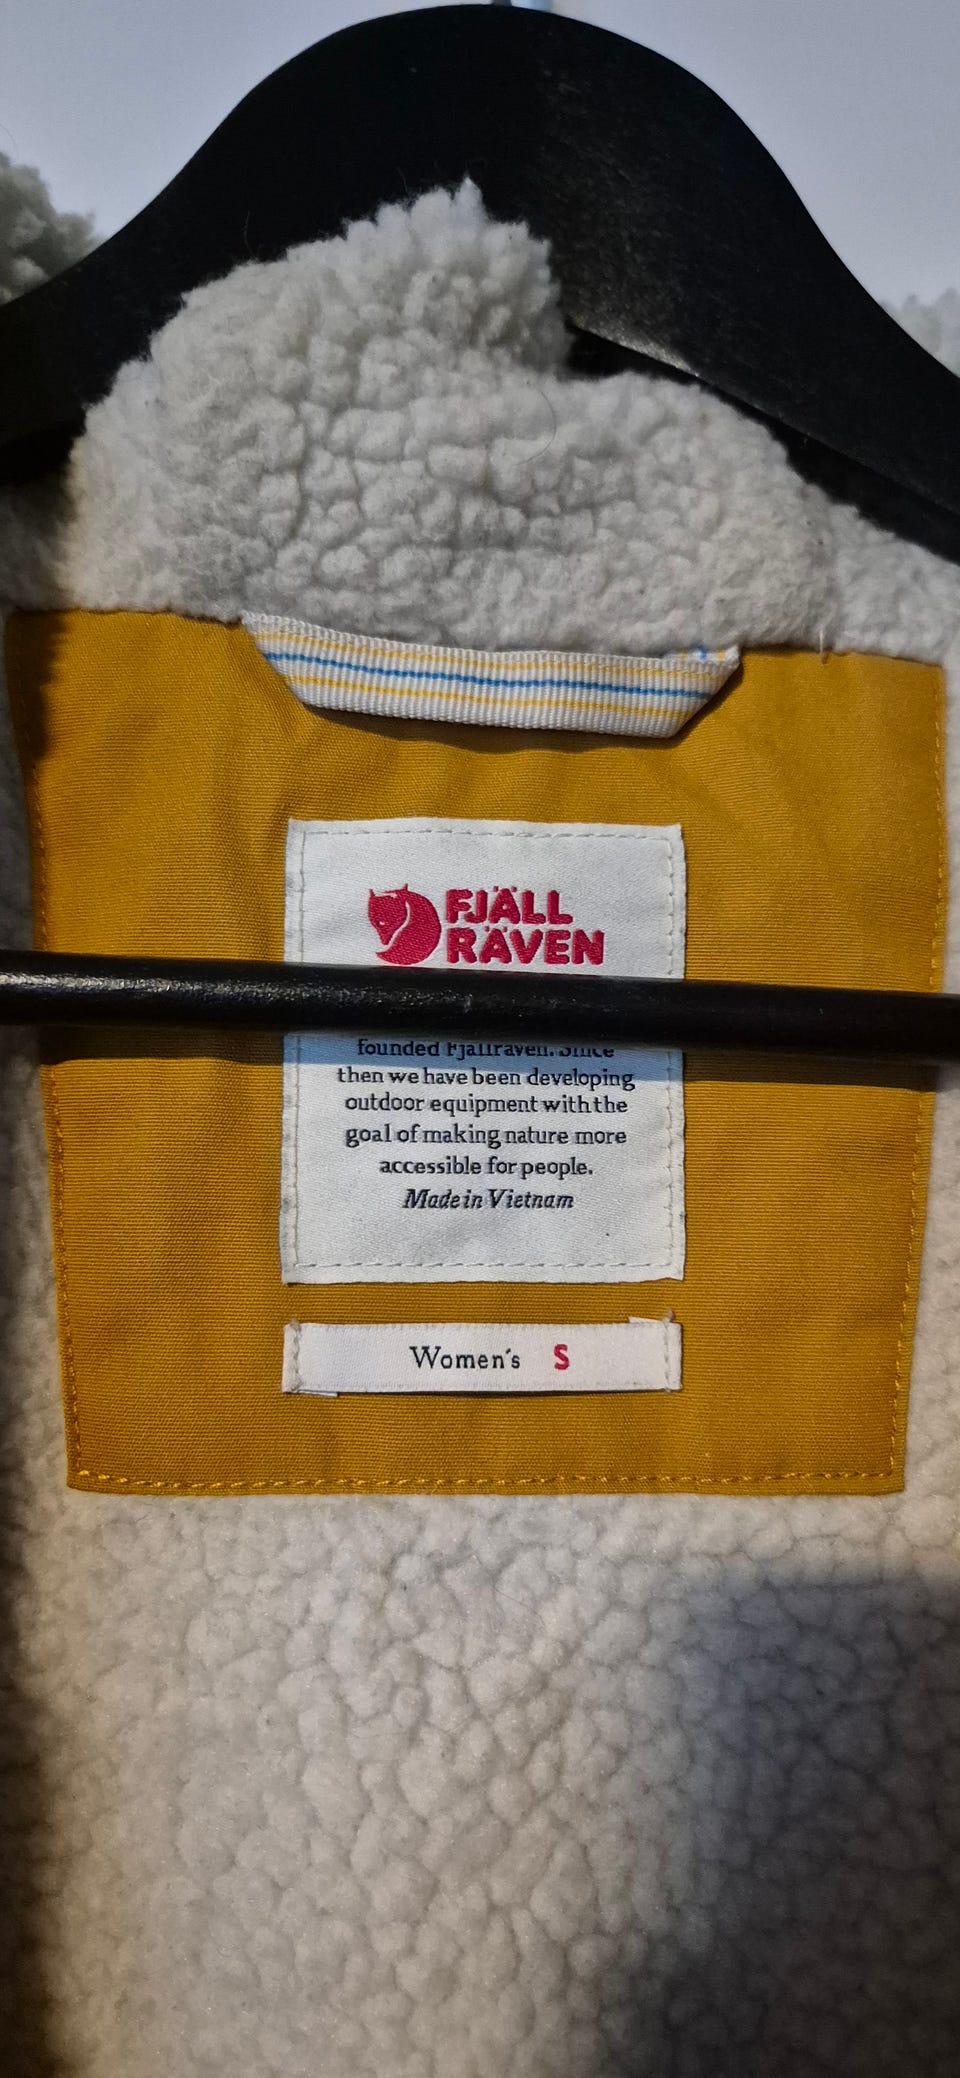 FJÄLL
RÄVEN
founded Fjällräven. Since
then we have been developing
outdoor equipment with the
goal of making nature more
accessible for people.
Made in Vietnam
Women's S